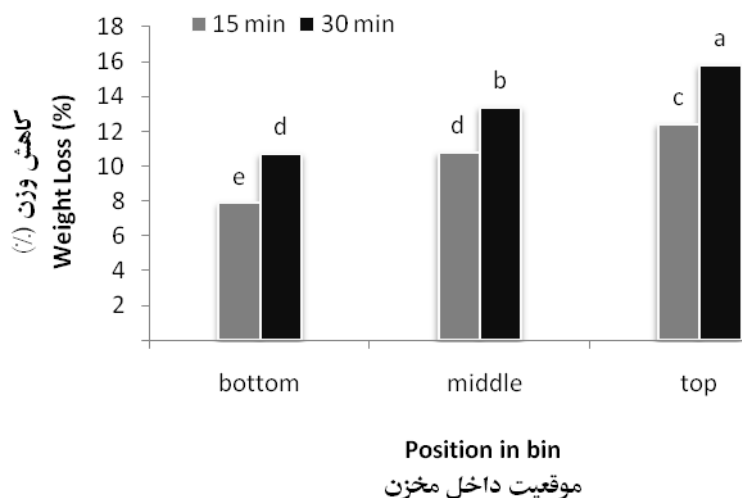 15 min 30 min
18
16
14
12
10
8
6
4
2
کاهش وزن (٪)
Weight Loss (%)
e
d
d
b
c
a
bottom middle top
Position in bin
موقعیت داخل مخزن